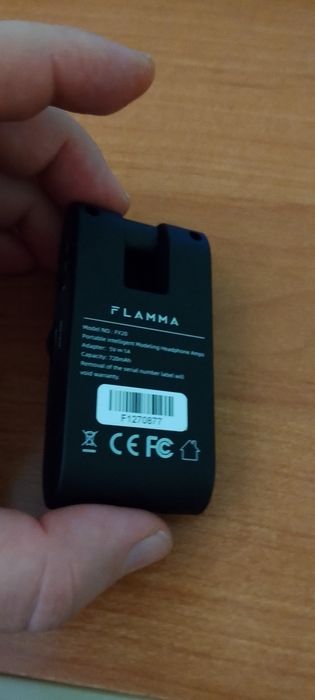 FLAMMA
Model NO : FX20
Portable Intelligent Modeling Headphone Amps
Adapter: 5V ⎓ 1A
Capacity: 720mAh
Removal of the serial number label will
void warranty.
F1270877
CE FC